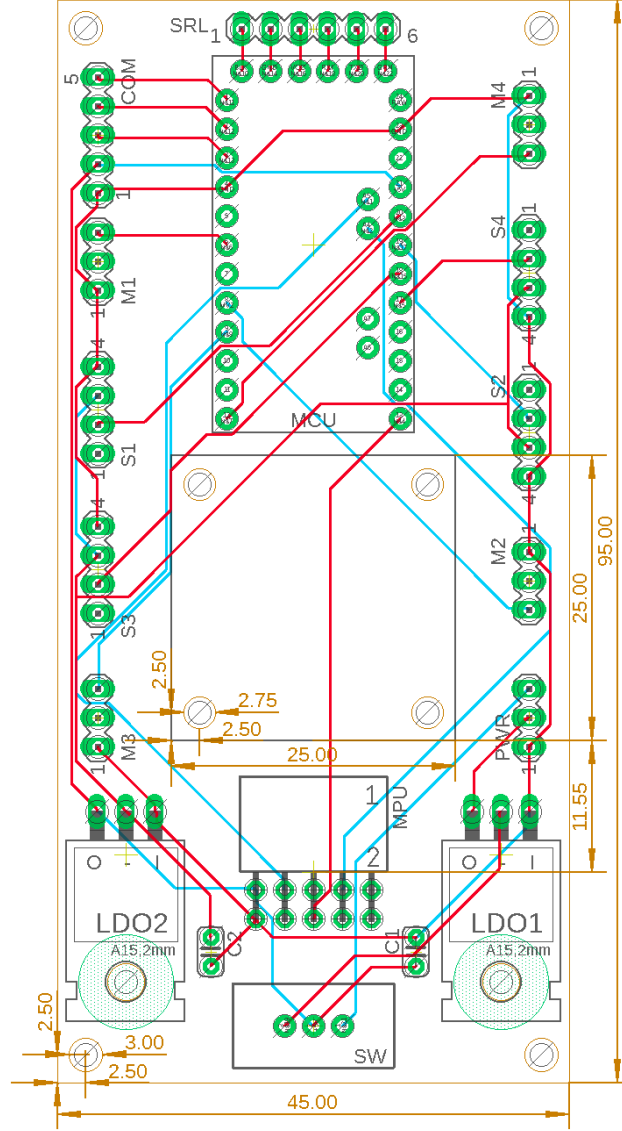 SRL
1
6
5
COM
1
M4
1
M1
1
S4
1
4
MCU
4
S1
1
S2
1
4
4
S3
1
M2
1
95.00
25.00
2.50
2.75
2.50
25.00
M3
1
PWR
1
11.55
1
MPU
2
O - I
LDO2
A15,2mm
O - I
LDO1
A15,2mm
C2
C1
SW
2.50
3.00
2.50
45.00